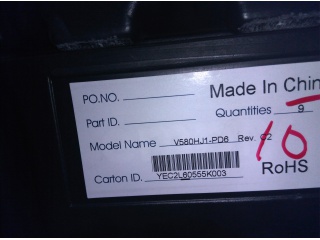 PO.NO.
Made In Chin
Part ID.
Quantities 9
Model Name V580HJ1-PD6 Rev. C2
10
Carton ID. YEC2L60555K003
RoHS